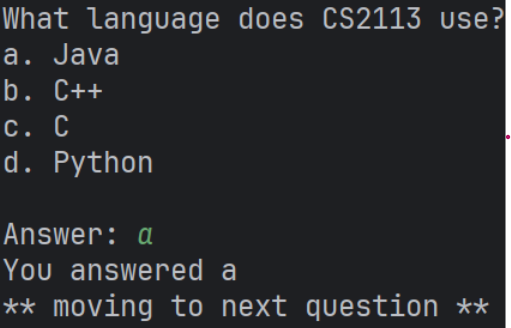 What language does CS2113 use?
a. Java
b. C++
c. C
d. Python
Answer: a
You answered a
** moving to next question **